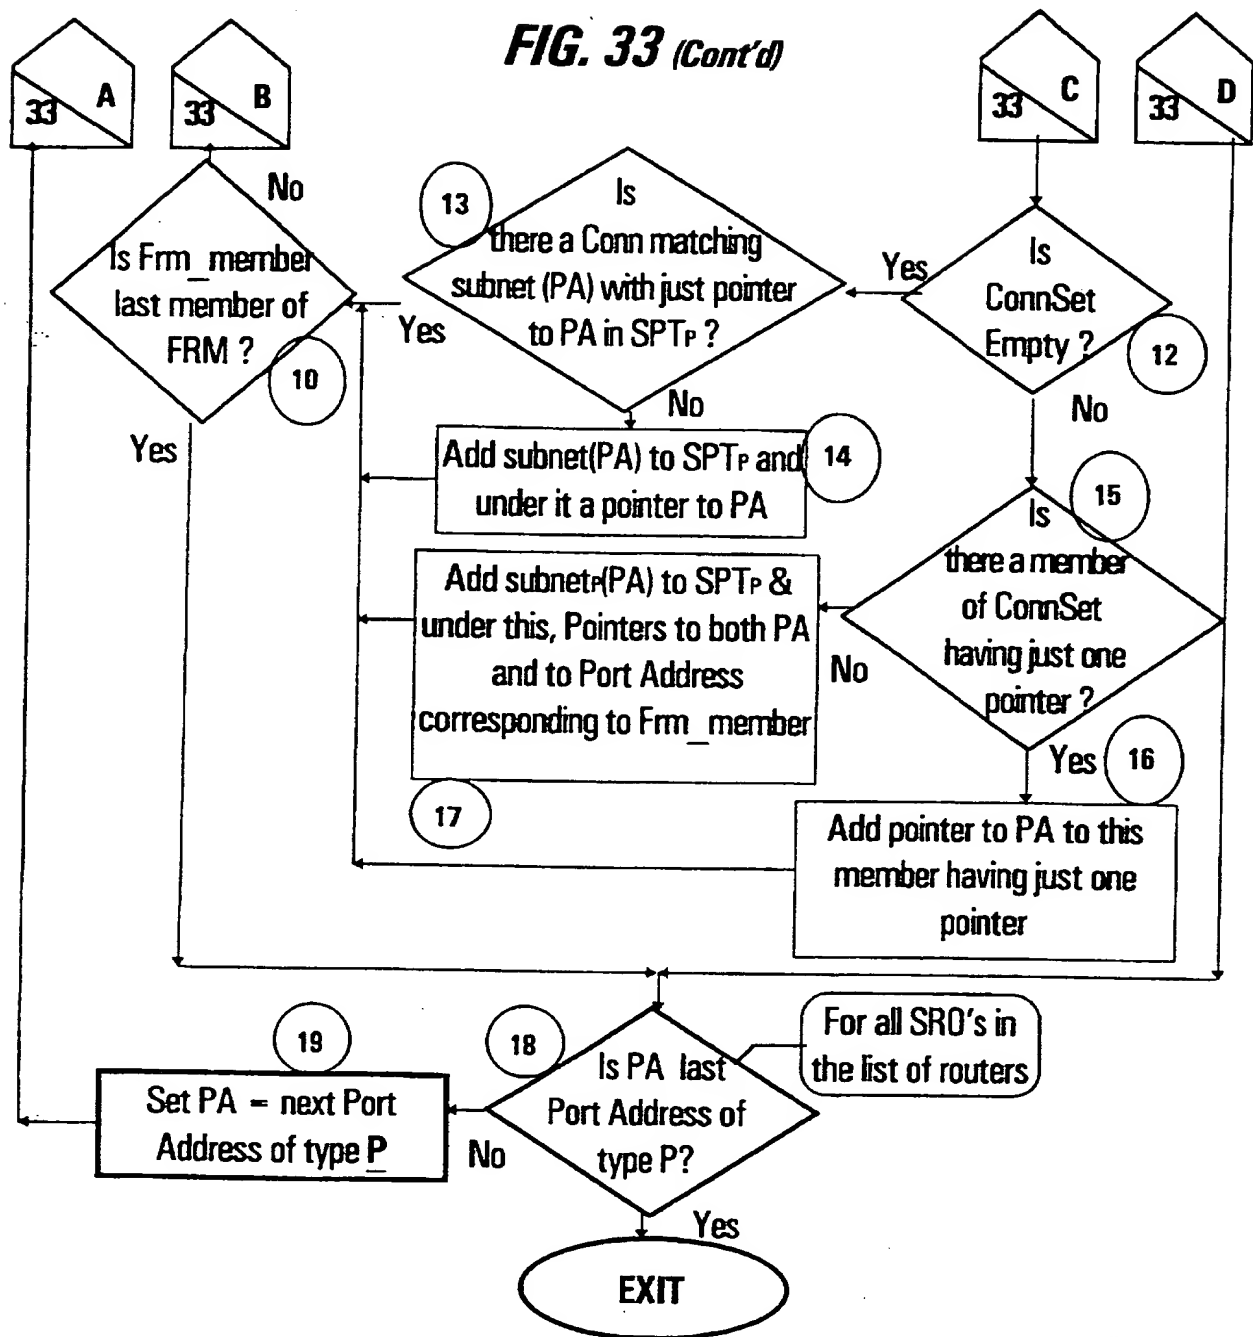 FIG. 33 (Cont'd)
33 A
33 B
33 C
33 D
No
Is Frm_member
last member of
FRM ?
10
Yes
13
Is
there a Conn matching
subnet (PA) with just pointer
to PA in SPTP ?
Yes
No
Yes
Is
ConnSet
Empty ?
12
No
Add subnet(PA) to SPTP and
under it a pointer to PA
14
15
Is
there a member
of ConnSet
having just one
pointer ?
No
Yes
16
Add subnetP(PA) to SPTP &
under this, Pointers to both PA
and to Port Address
corresponding to Frm_member
17
Add pointer to PA to this
member having just one
pointer
For all SRO's in
the list of routers
18
Is PA last
Port Address of
type P?
No
Yes
19
Set PA = next Port
Address of type P
EXIT